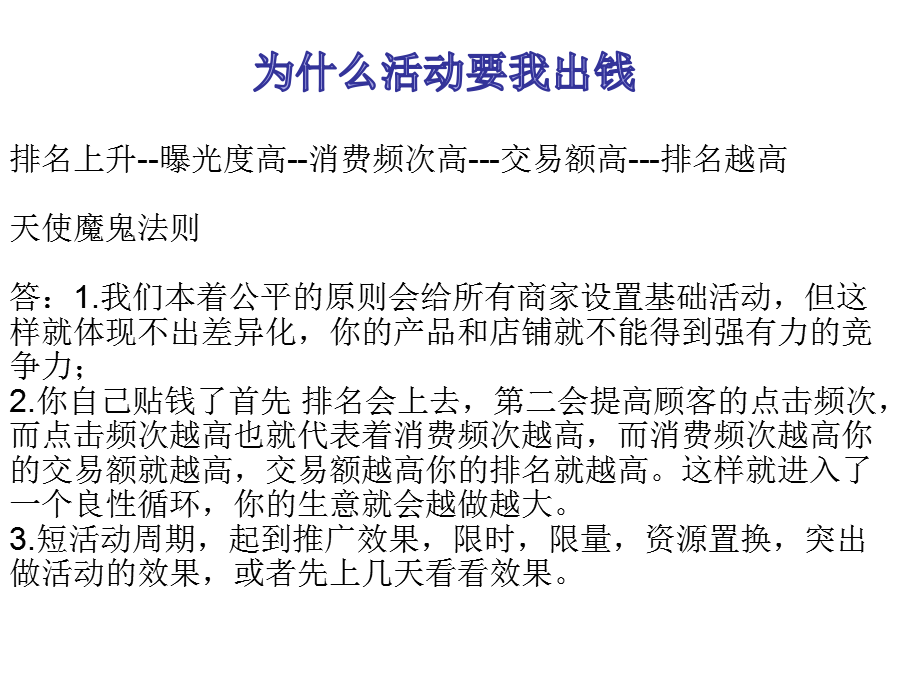 为什么活动要我出钱
排名上升--曝光度高--消费频次高---交易额高---排名越高
天使魔鬼法则
答：1.我们本着公平的原则会给所有商家设置基础活动，但这
样就体现不出差异化，你的产品和店铺就不能得到强有力的竞
争力；
2.你自己贴钱了首先 排名会上去，第二会提高顾客的点击频次，
而点击频次越高也就代表着消费频次越高，而消费频次越高你
的交易额就越高，交易额越高你的排名就越高。这样就进入了
一个良性循环，你的生意就会越做越大。
3.短活动周期，起到推广效果，限时，限量，资源置换，突出
做活动的效果，或者先上几天看看效果。